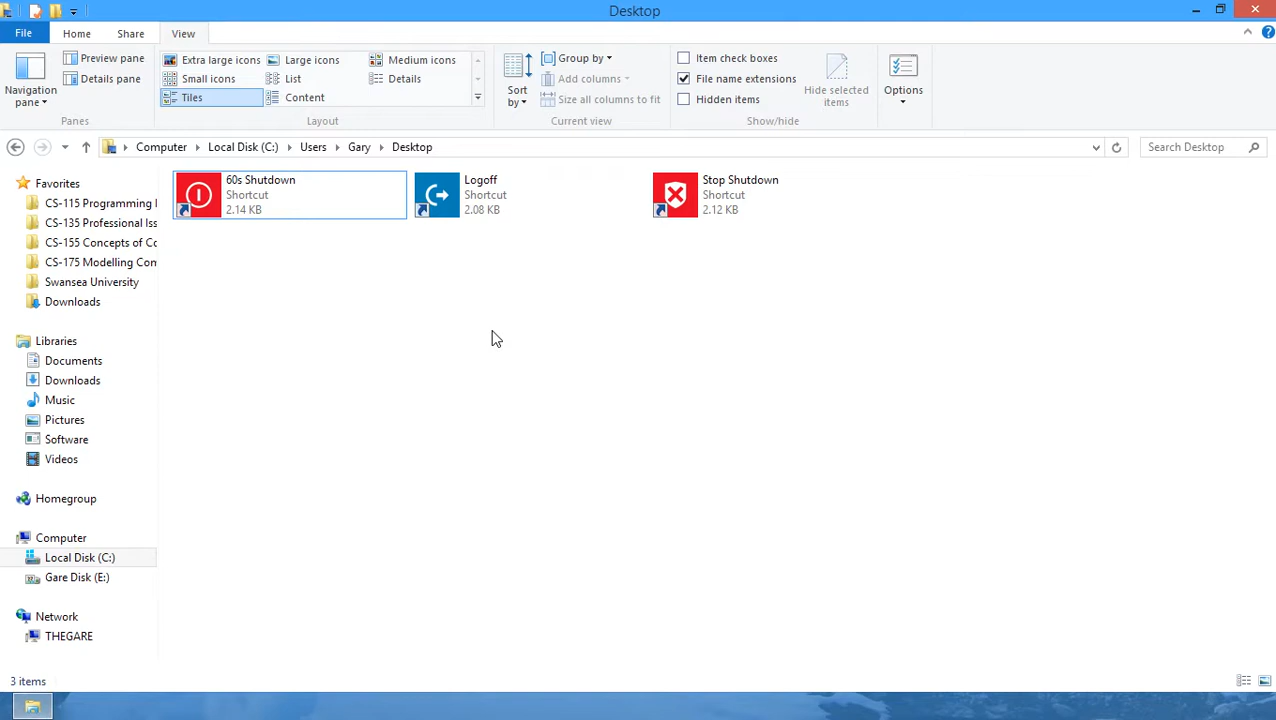 Desktop
File Home Share View
Navigation pane
Preview pane
Details pane
Panes
Extra large icons Large icons Medium icons
Small icons List Details
Tiles Content
Layout
Sort by
Group by
Add columns
Size all columns to fit
Current view
Item check boxes
File name extensions
Hidden items
Hide selected items
Show/hide
Options
Computer Local Disk (C:) Users Gary Desktop
Search Desktop
Favorites
CS-115 Programming
CS-135 Professional Iss
CS-155 Concepts of Co
CS-175 Modelling Con
Swansea University
Downloads
Libraries
Documents
Downloads
Music
Pictures
Software
Videos
Homegroup
Computer
Local Disk (C:)
Gare Disk (E:)
Network
THEGARE
60s Shutdown
Shortcut
2.14 KB
Logoff
Shortcut
2.08 KB
Stop Shutdown
Shortcut
2.12 KB
3 items